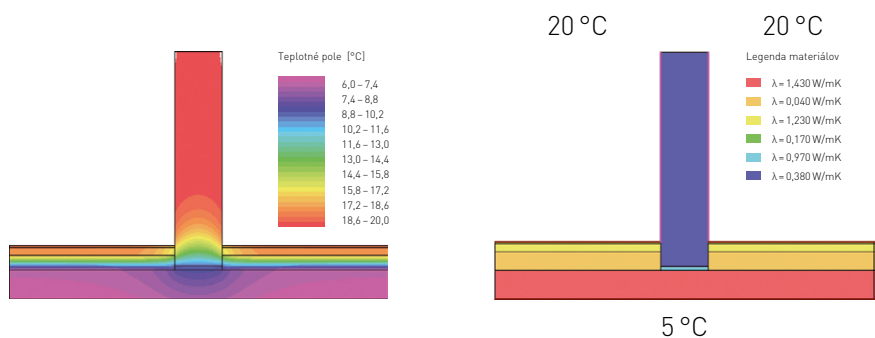 Teplotné pole [°C]
6,0 – 7,4
7,4 – 8,8
8,8 – 10,2
10,2 – 11,6
11,6 – 13,0
13,0 – 14,4
14,4 – 15,8
15,8 – 17,2
17,2 – 18,6
18,6 – 20,0
20 °C
20 °C
Legenda materiálov
λ = 1,430 W/mK
λ = 0,040 W/mK
λ = 1,230 W/mK
λ = 0,170 W/mK
λ = 0,970 W/mK
λ = 0,380 W/mK
5 °C